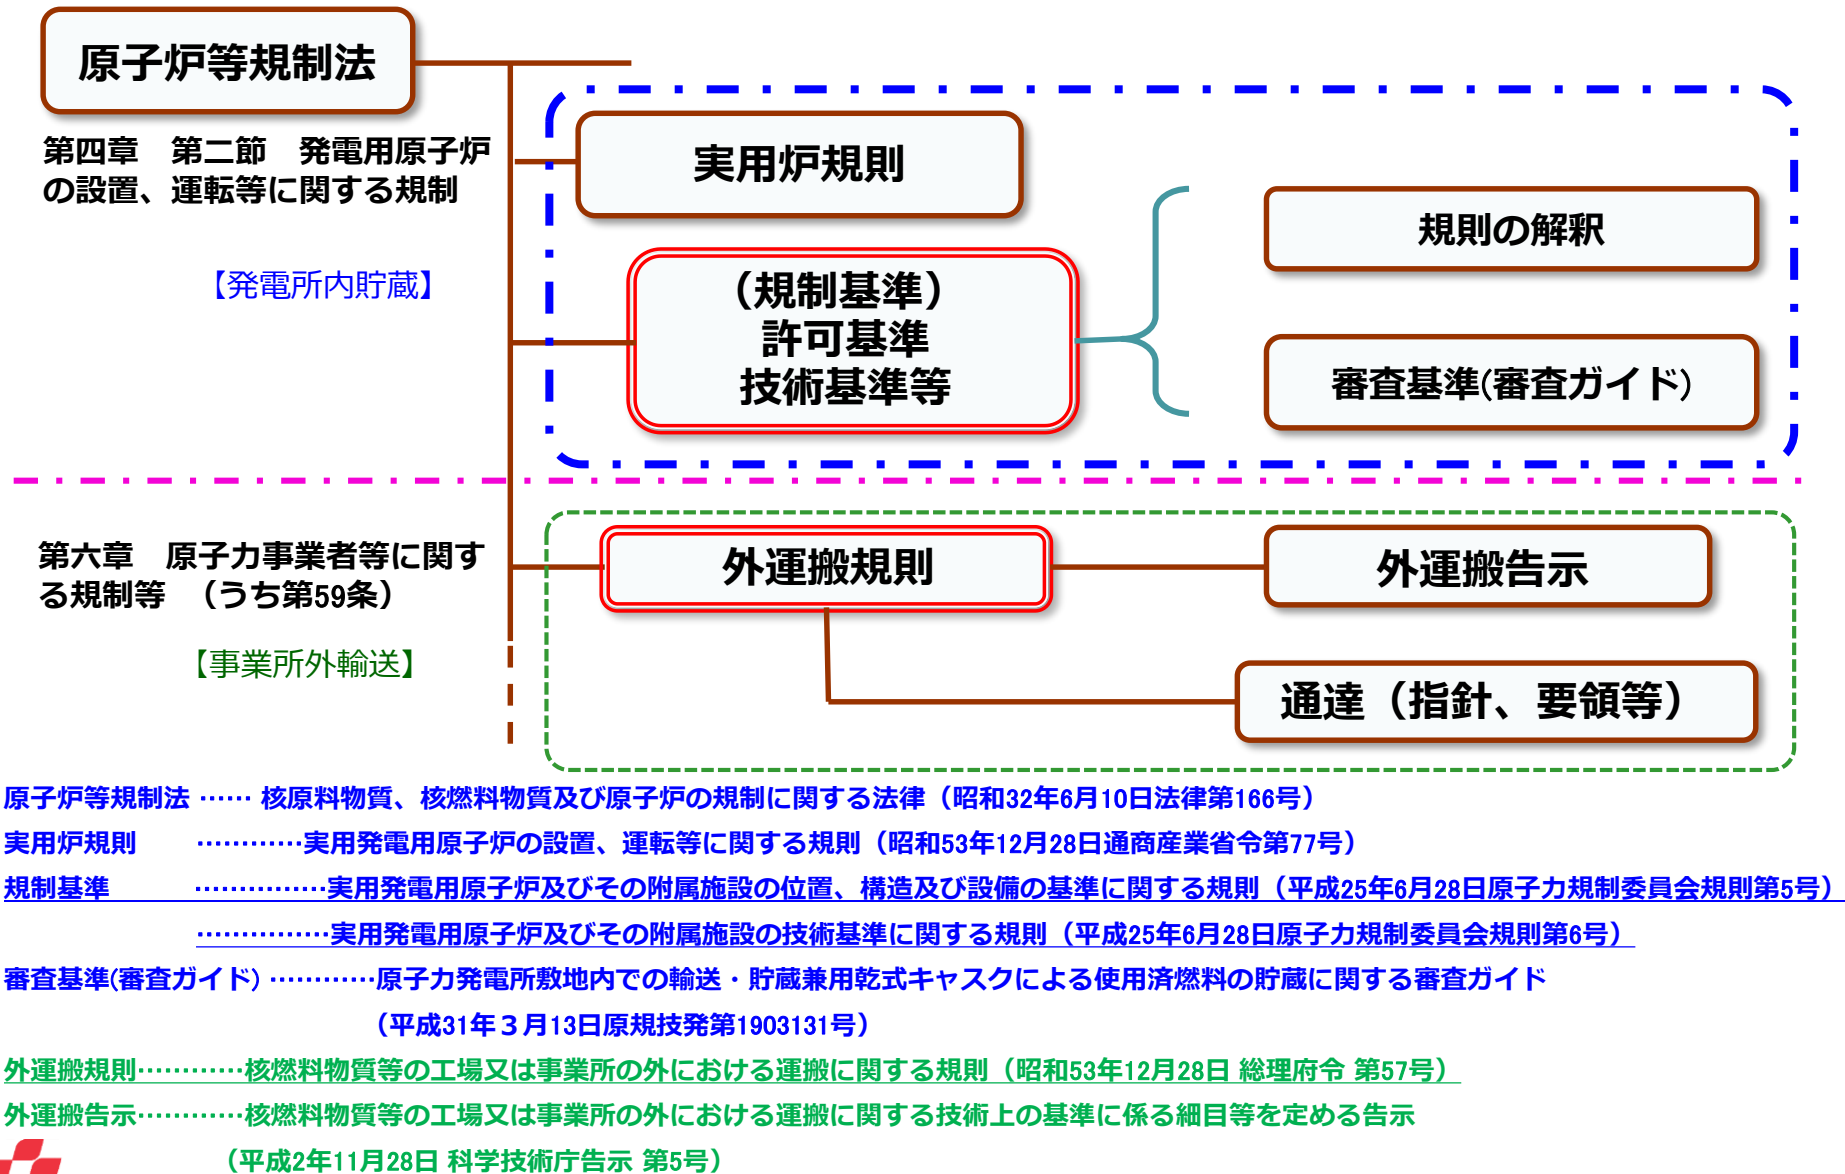 原子炉等規制法
第四章　第二節　発電用原子炉
の設置、運転等に関する規制
【発電所内貯蔵】
実用炉規則
（規制基準）
許可基準
技術基準等
規則の解釈
審査基準(審査ガイド)
第六章　原子力事業者等に関す
る規制等　（うち第59条）
【事業所外輸送】
外運搬規則
外運搬告示
通達（指針、要領等）
原子炉等規制法 …… 核原料物質、核燃料物質及び原子炉の規制に関する法律（昭和32年6月10日法律第166号）
実用炉規則　　…………実用発電用原子炉の設置、運転等に関する規則（昭和53年12月28日通商産業省令第77号）
規制基準　　　……………実用発電用原子炉及びその附属施設の位置、構造及び設備の基準に関する規則（平成25年6月28日原子力規制委員会規則第5号）
……………実用発電用原子炉及びその附属施設の技術基準に関する規則（平成25年6月28日原子力規制委員会規則第6号）
審査基準(審査ガイド) …………原子力発電所敷地内での輸送・貯蔵兼用乾式キャスクによる使用済燃料の貯蔵に関する審査ガイド
（平成31年３月13日原規技発第1903131号）
外運搬規則…………核燃料物質等の工場又は事業所の外における運搬に関する規則（昭和53年12月28日 総理府令 第57号）
外運搬告示…………核燃料物質等の工場又は事業所の外における運搬に関する技術上の基準に係る細目等を定める告示
（平成2年11月28日 科学技術庁告示 第5号）